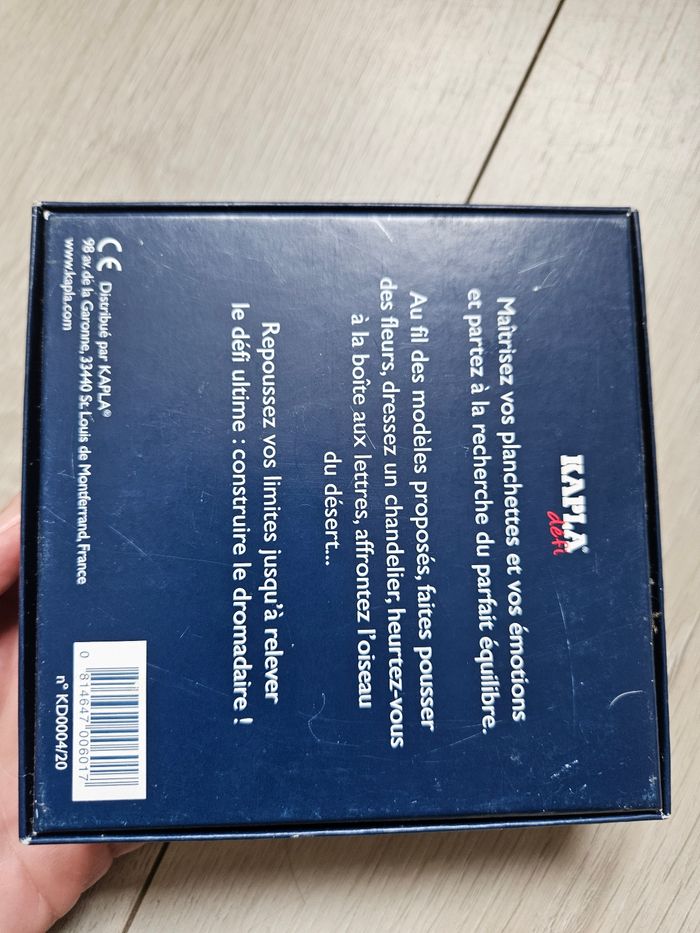 KAPLA®
défi
Maîtrisez vos planchettes et vos émotions
et partez à la recherche du parfait équilibre.
Au fil des modèles proposés, faites pousser
des fleurs, dressez un chandelier, heurtez-vous
à la boîte aux lettres, affrontez l'oiseau
du désert...
Repoussez vos limites jusqu'à relever
le défi ultime : construire le dromadaire !
CE Distribué par KAPLA®
98 av. de la Garonne, 33440 St. Louis de Montferrand, France
www.kapla.com
0 814647 006017
n° KD0004/20